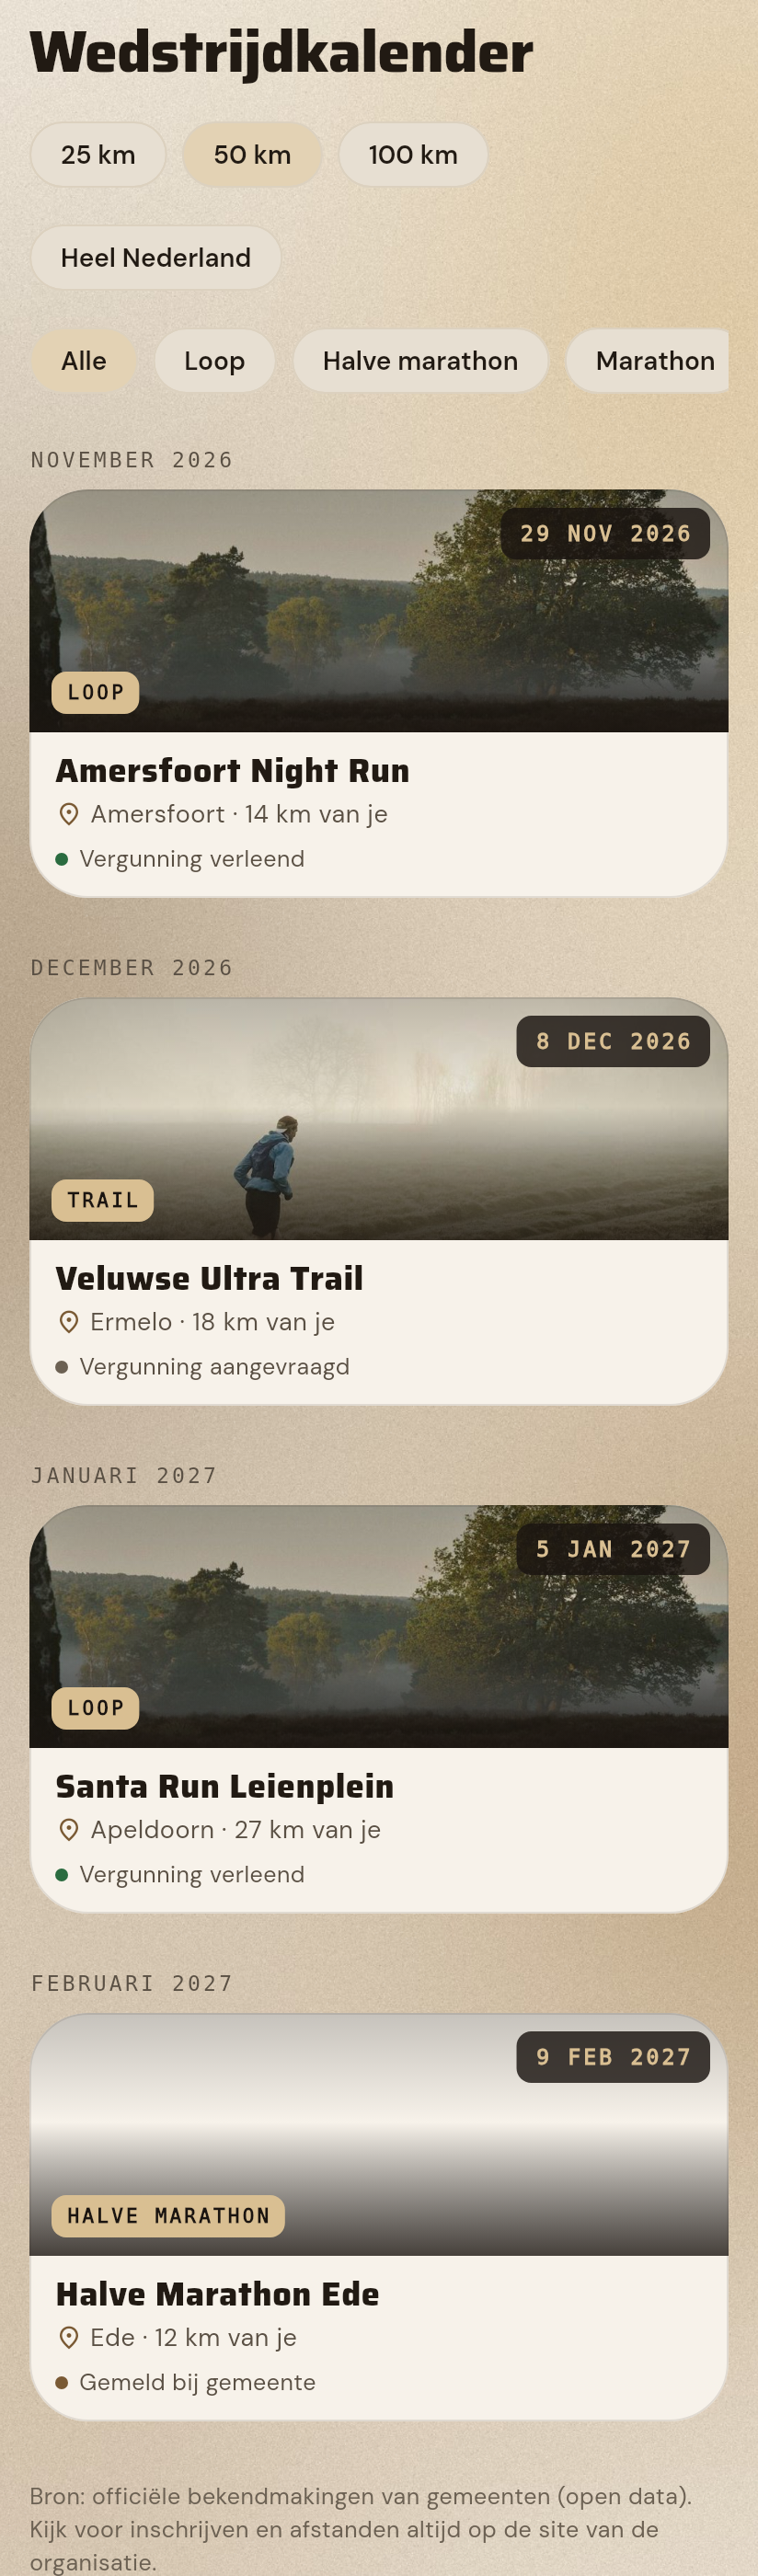 Wedstrijdkalender
25 km 50 km 100 km
Heel Nederland
Alle Loop Halve marathon Marathon
NOVEMBER 2026
29 NOV 2026
LOOP
Amersfoort Night Run
Amersfoort · 14 km van je
Vergunning verleend
DECEMBER 2026
8 DEC 2026
TRAIL
Veluwse Ultra Trail
Ermelo · 18 km van je
Vergunning aangevraagd
JANUARI 2027
5 JAN 2027
LOOP
Santa Run Leienplein
Apeldoorn · 27 km van je
Vergunning verleend
FEBRUARI 2027
9 FEB 2027
HALVE MARATHON
Halve Marathon Ede
Ede · 12 km van je
Gemeld bij gemeente
Bron: officiële bekendmakingen van gemeenten (open data).
Kijk voor inschrijven en afstanden altijd op de site van de
organisatie.